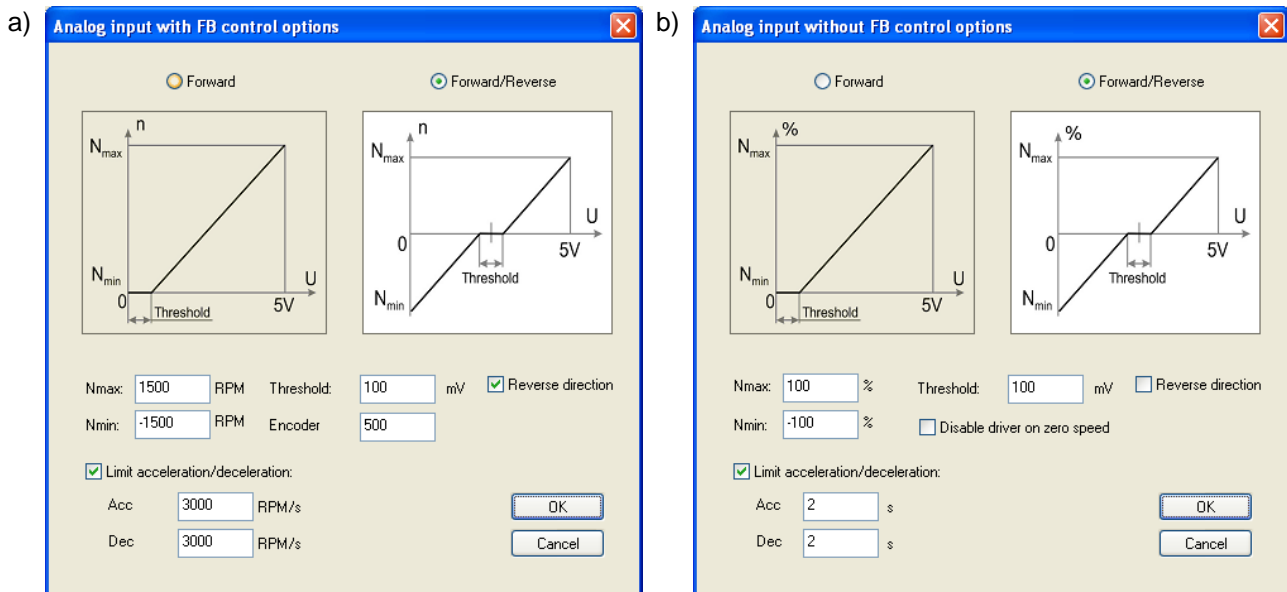 a)
Analog input with FB control options
Forward
Forward/Reverse
n
Nmax
Nmin
0
Threshold
5V
U
n
Nmax
0
Nmin
Threshold
5V
U
Nmax: 1500 RPM Threshold: 100 mV Reverse direction
Nmin: -1500 RPM Encoder 500
Limit acceleration/deceleration:
Acc 3000 RPM/s OK
Dec 3000 RPM/s Cancel
b)
Analog input without FB control options
Forward
Forward/Reverse
%
Nmax
Nmin
0
Threshold
5V
U
%
Nmax
0
Nmin
Threshold
5V
U
Nmax: 100 % Threshold: 100 mV Reverse direction
Nmin: -100 % Disable driver on zero speed
Limit acceleration/deceleration:
Acc 2 s OK
Dec 2 s Cancel